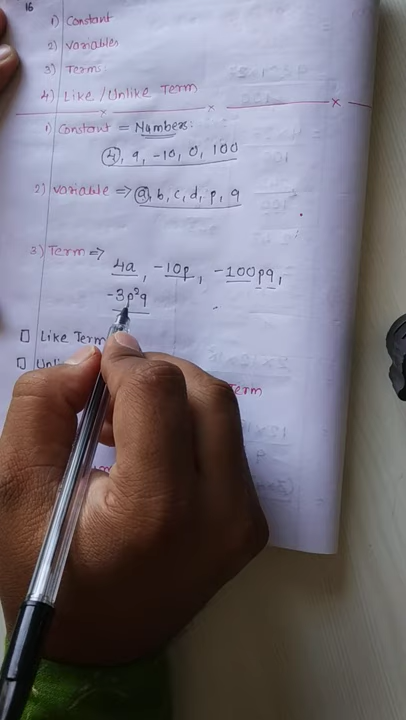 16
1) Constant
2) Variables
3) Terms:
4) Like / Unlike Term
1) Constant = Numbers:
4, 9, -10, 0, 100
2) Variable ⇒ a, b, c, d, p, q
3) Term ⇒
4a, -10p, -100pq,
-3p²q
□ Like Term
□ Term